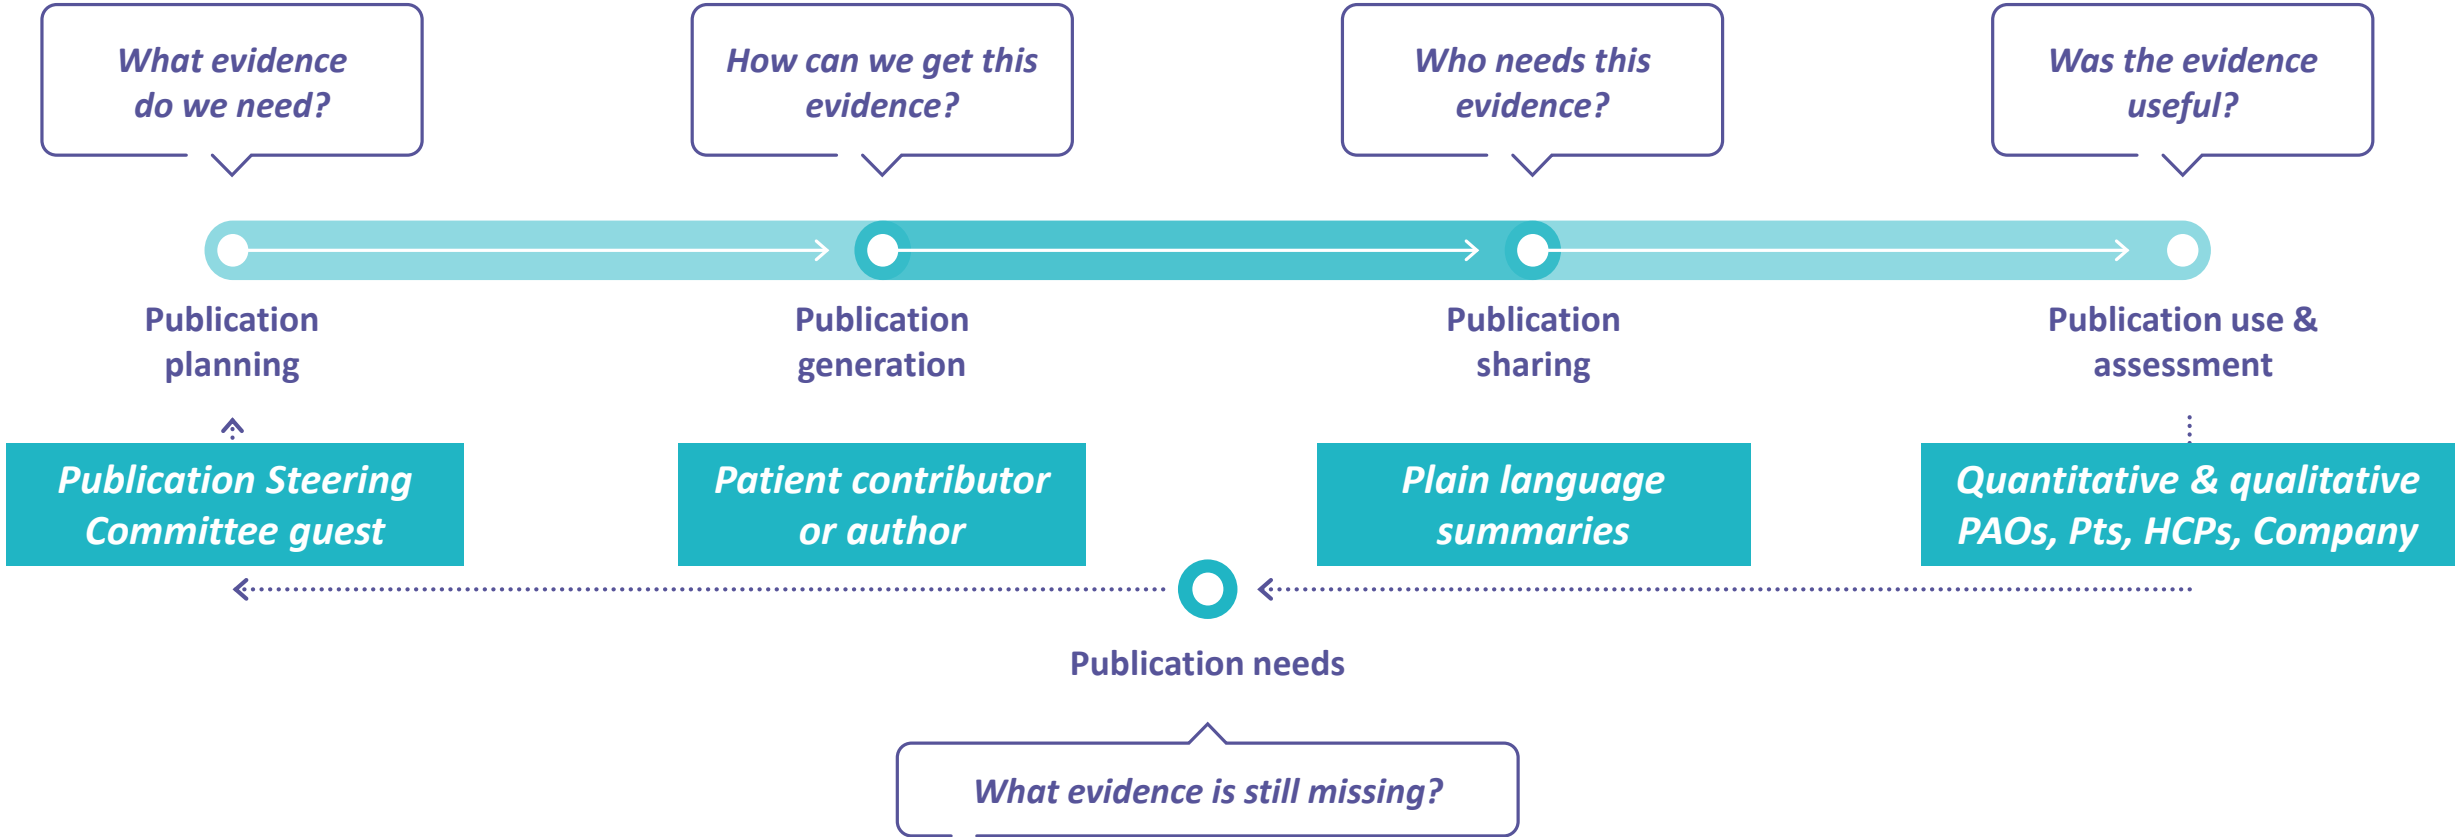 What evidence
do we need?
How can we get this
evidence?
Who needs this
evidence?
Was the evidence
useful?
Publication
planning
Publication
generation
Publication
sharing
Publication use &
assessment
Publication Steering
Committee guest
Patient contributor
or author
Plain language
summaries
Quantitative & qualitative
PAOs, Pts, HCPs, Company
Publication needs
What evidence is still missing?